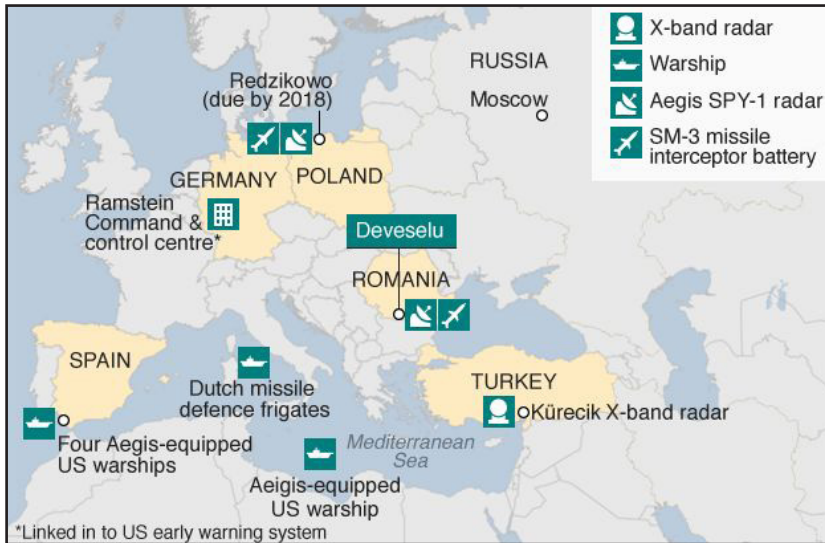 X-band radar
Warship
Aegis SPY-1 radar
SM-3 missile
interceptor battery
RUSSIA
Moscow
Redzikowo
(due by 2018)
GERMANY
POLAND
Ramstein
Command &
control centre*
Deveselu
ROMANIA
SPAIN
Dutch missile
defence frigates
TURKEY
Kürecik X-band radar
Four Aegis-equipped
US warships
Mediterranean
Sea
Aeigis-equipped
US warship
*Linked in to US early warning system